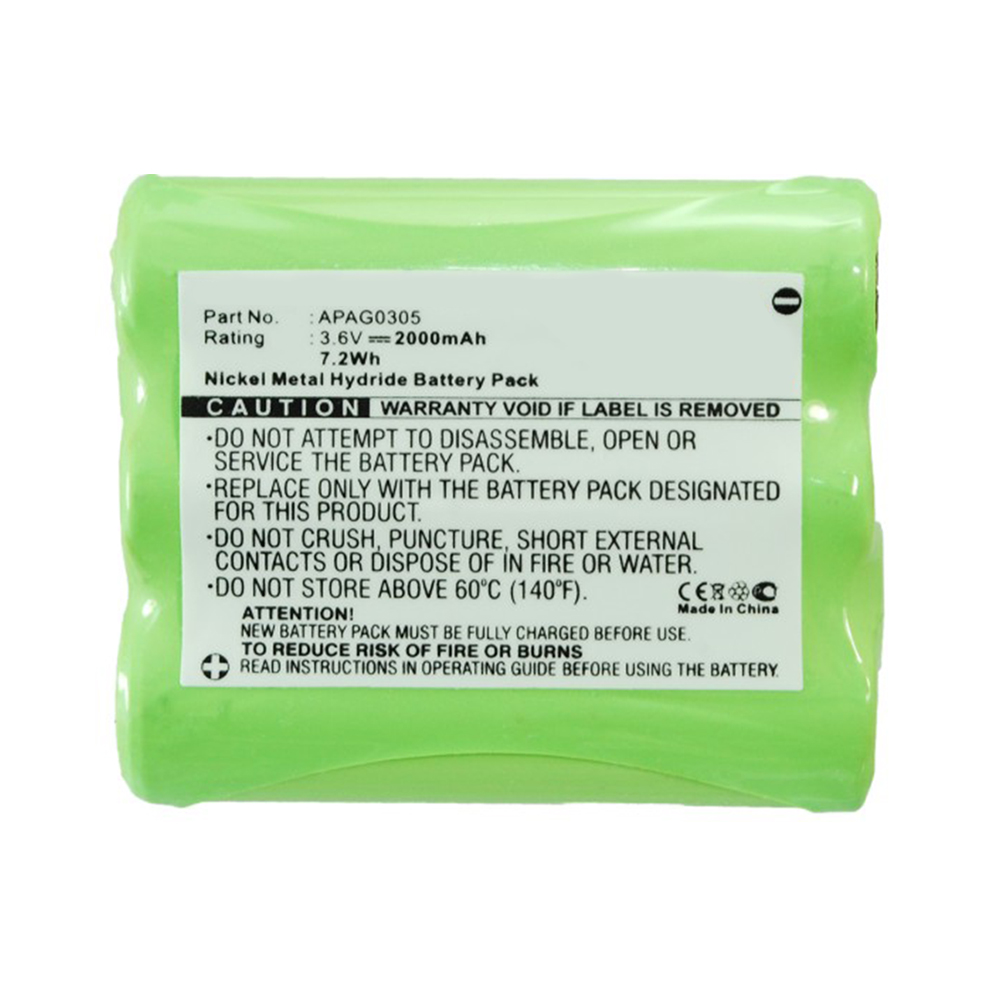 Part No. : APAG0305
Rating : 3.6V 2000mAh
7.2Wh
Nickel Metal Hydride Battery Pack
CAUTION WARRANTY VOID IF LABEL IS REMOVED
•DO NOT ATTEMPT TO DISASSEMBLE, OPEN OR
SERVICE THE BATTERY PACK.
•REPLACE ONLY WITH THE BATTERY PACK DESIGNATED
FOR THIS PRODUCT.
•DO NOT CRUSH, PUNCTURE, SHORT EXTERNAL
CONTACTS OR DISPOSE OF IN FIRE OR WATER.
•DO NOT STORE ABOVE 60°C (140°F).
CE
Made In China
ATTENTION!
NEW BATTERY PACK MUST BE FULLY CHARGED BEFORE USE.
TO REDUCE RISK OF FIRE OR BURNS
READ INSTRUCTIONS IN OPERATING GUIDE BEFORE USING THE BATTERY.